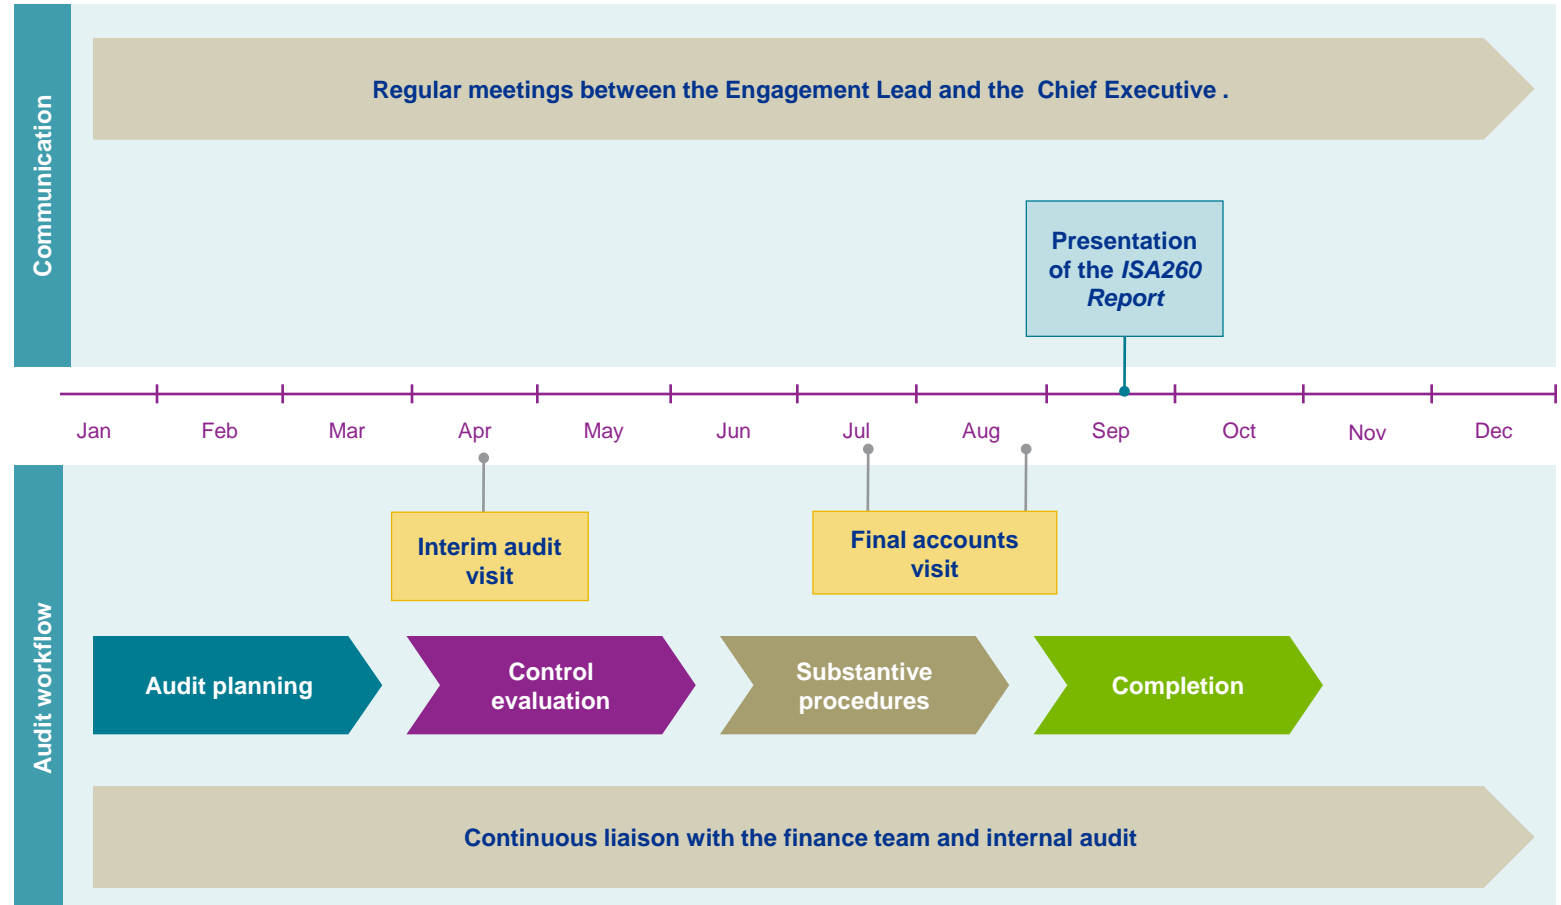 Communication
Regular meetings between the Engagement Lead and the  Chief Executive .
Presentation
of the ISA260
Report
Jan
Feb
Mar
Apr
May
Jun
Jul
Aug
Sep
Oct
Nov
Dec
Audit workflow
Interim audit
visit
Final accounts
visit
Audit planning
Control
evaluation
Substantive
procedures
Completion
Continuous liaison with the finance team and internal audit